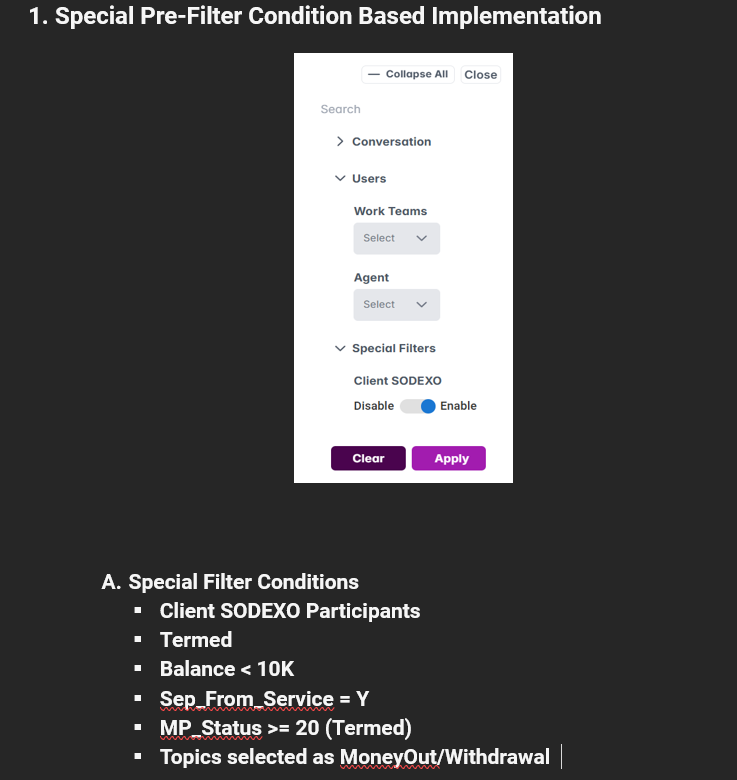 1. Special Pre-Filter Condition Based Implementation
— Collapse All Close
Search
Conversation
Users
Work Teams
Select
Agent
Select
Special Filters
Client SODEXO
Disable Enable
Clear Apply
A. Special Filter Conditions
▪ Client SODEXO Participants
▪ Termed
▪ Balance < 10K
▪ Sep_From_Service = Y
▪ MP_Status >= 20 (Termed)
▪ Topics selected as MoneyOut/Withdrawal